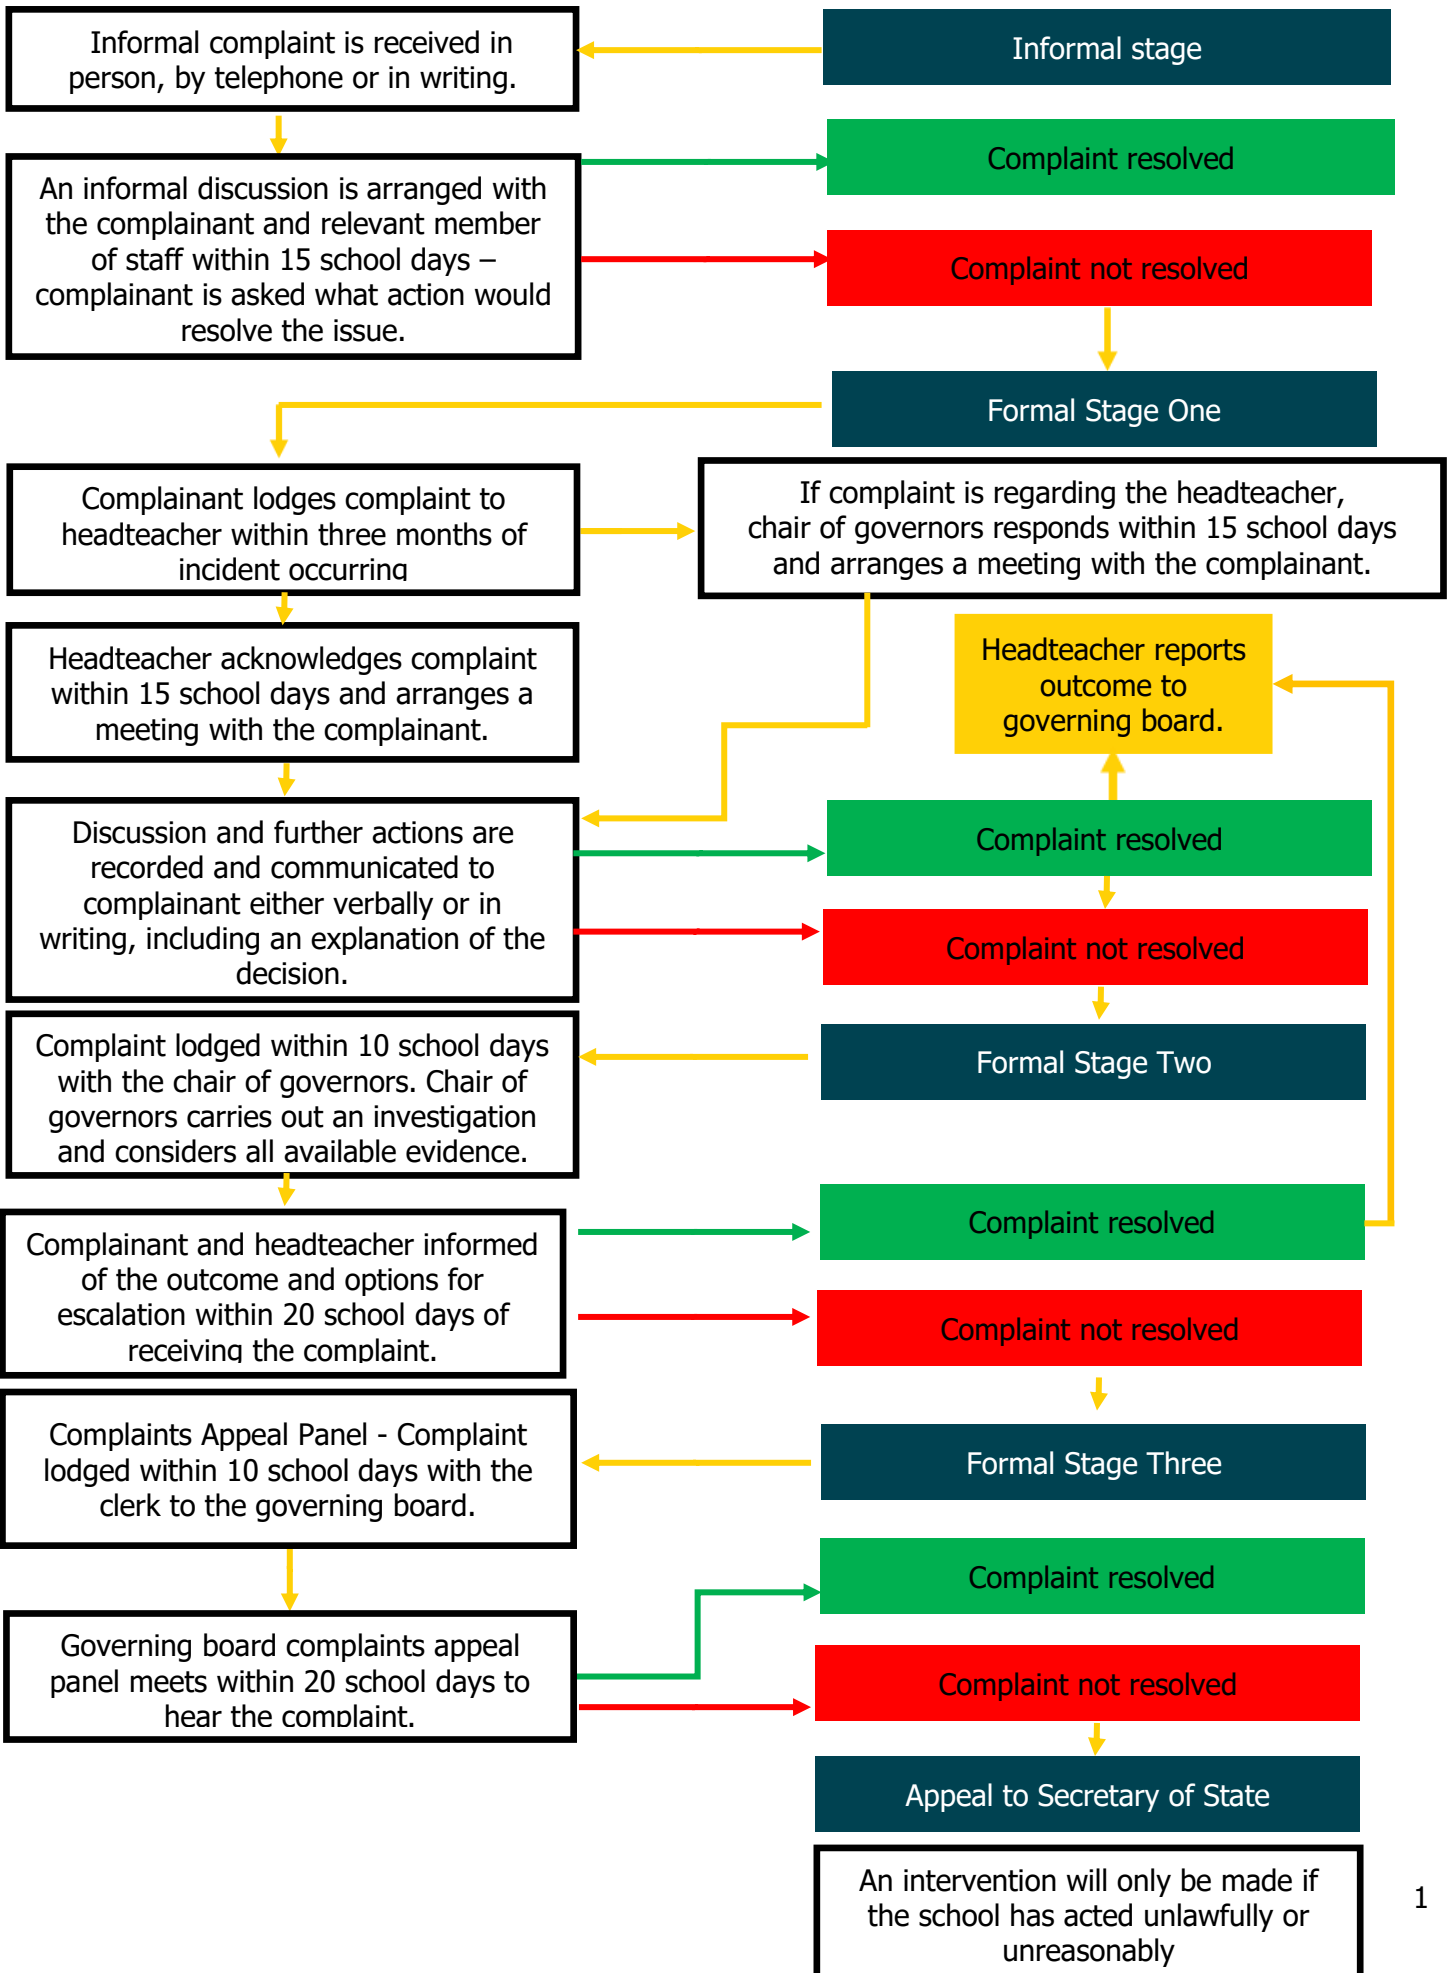 Informal complaint is received in
person, by telephone or in writing.
Informal stage
Complaint resolved
An informal discussion is arranged with
the complainant and relevant member
of staff within 15 school days –
complainant is asked what action would
resolve the issue.
Complaint not resolved
Formal Stage One
Complainant lodges complaint to
headteacher within three months of
incident occurring
If complaint is regarding the headteacher,
chair of governors responds within 15 school days
and arranges a meeting with the complainant.
Headteacher acknowledges complaint
within 15 school days and arranges a
meeting with the complainant.
Headteacher reports
outcome to
governing board.
Discussion and further actions are
recorded and communicated to
complainant either verbally or in
writing, including an explanation of the
decision.
Complaint resolved
Complaint not resolved
Formal Stage Two
Complaint lodged within 10 school days
with the chair of governors. Chair of
governors carries out an investigation
and considers all available evidence.
Complainant and headteacher informed
of the outcome and options for
escalation within 20 school days of
receiving the complaint.
Complaint resolved
Complaint not resolved
Formal Stage Three
Complaints Appeal Panel - Complaint
lodged within 10 school days with the
clerk to the governing board.
Governing board complaints appeal
panel meets within 20 school days to
hear the complaint.
Complaint resolved
Complaint not resolved
Appeal to Secretary of State
An intervention will only be made if
the school has acted unlawfully or
unreasonably
1